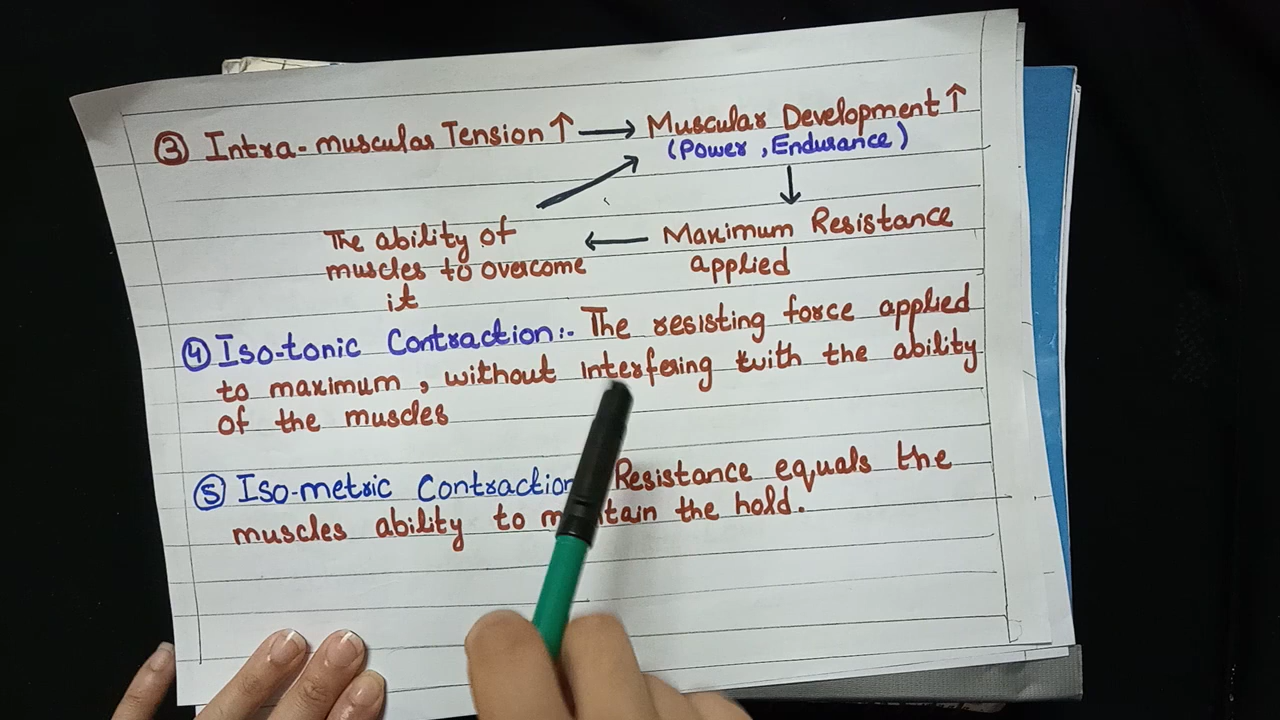 ③ Intra-muscular Tension ↑ → Muscular Development ↑
(Power, Endurance)
Maximum Resistance
applied
The ability of
muscles to overcome
it
④ Iso-tonic Contraction:- The resisting force applied
to maximum, without interfering with the ability
of the muscles
⑤ Iso-metric Contraction Resistance equals the
muscles ability to the hold.